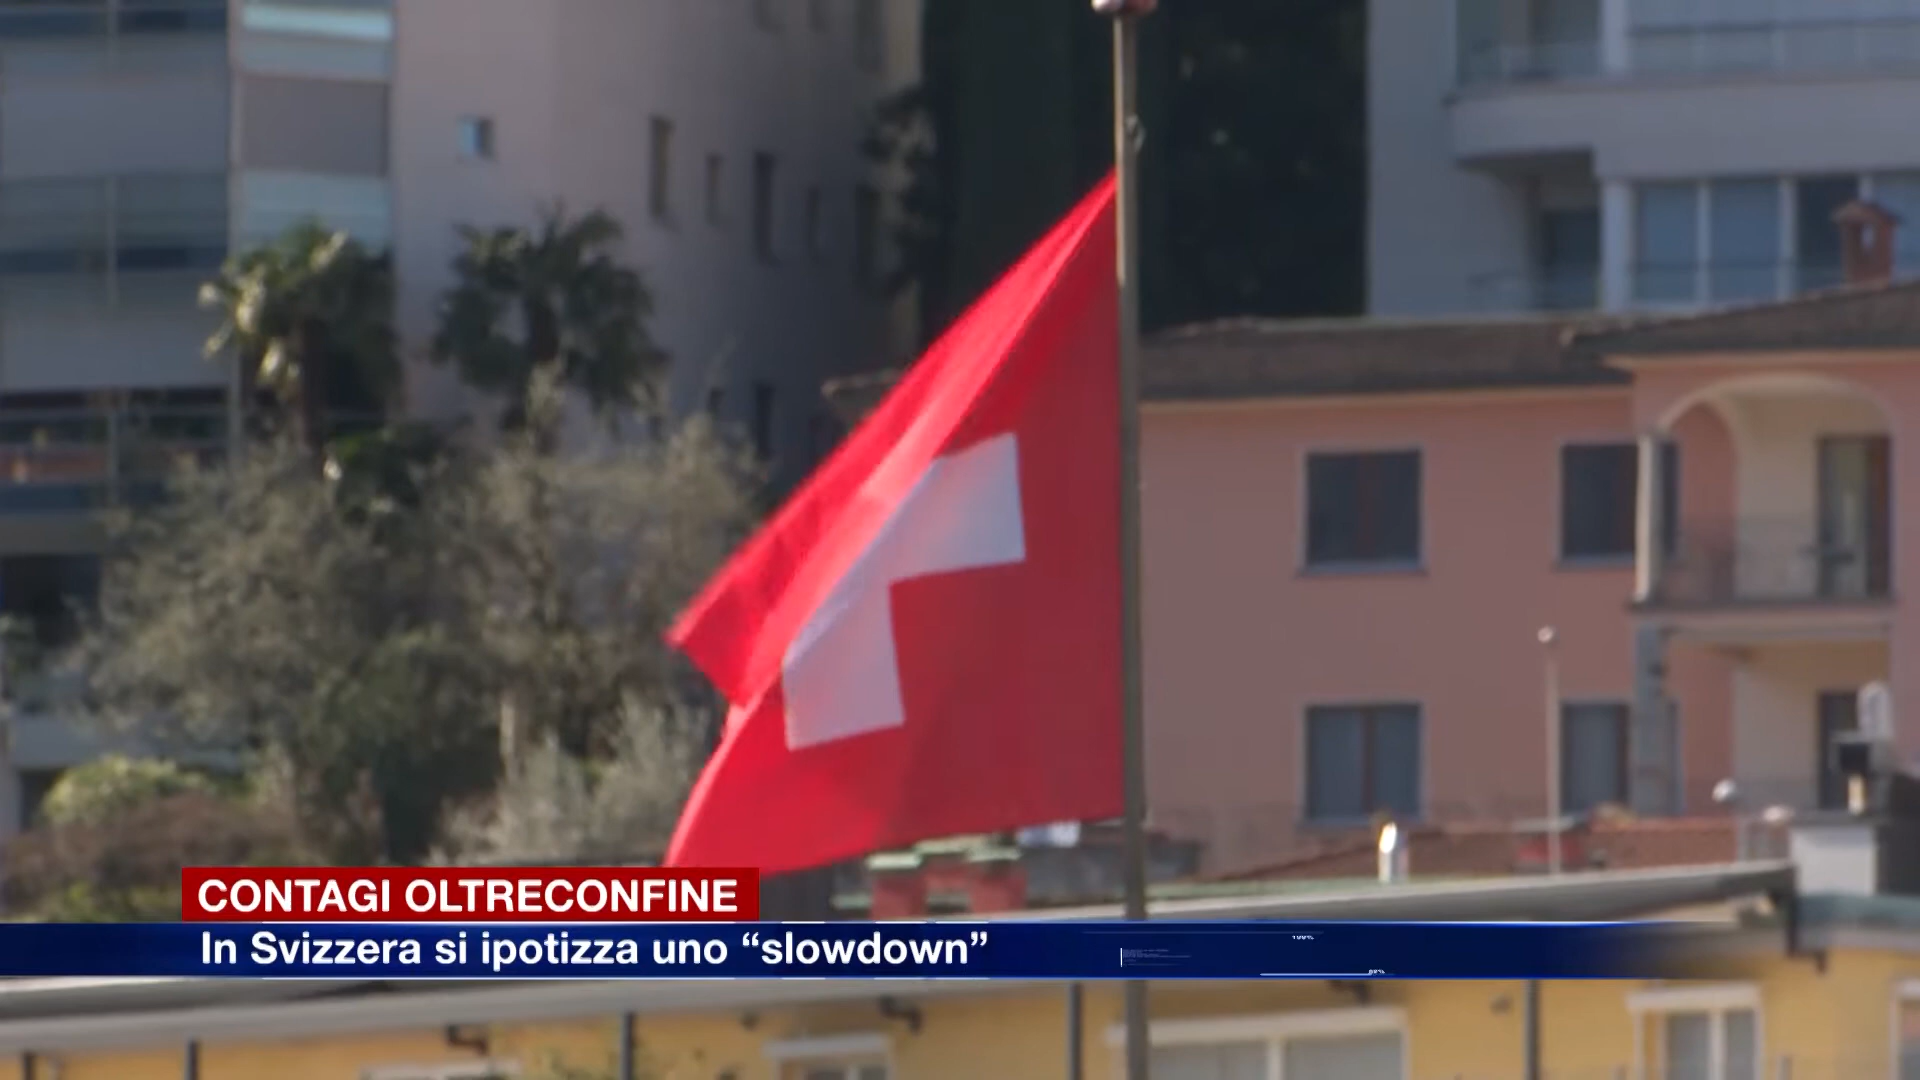 CONTAGI OLTRECONFINE
In Svizzera si ipotizza uno “slowdown”